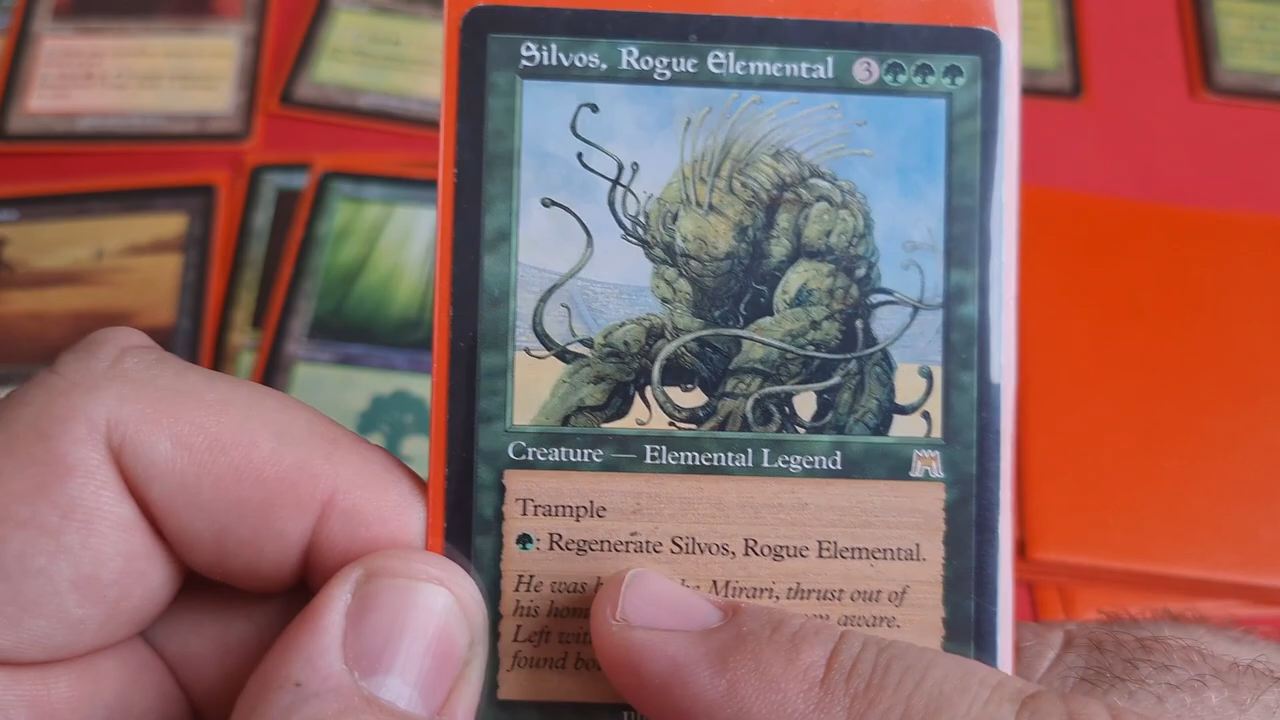 Silvos, Rogue Elemental 3
Creature — Elemental Legend
Trample
: Regenerate Silvos, Rogue Elemental.
He was Mirari, thrust out of
his aware.
Left
found